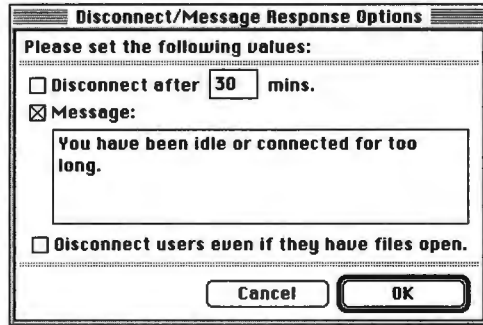 Disconnect/Message Response Options
Please set the following values:
Disconnect after 30 mins.
Message:
You have been idle or connected for too
long.
Disconnect users even if they have files open.
Cancel OK